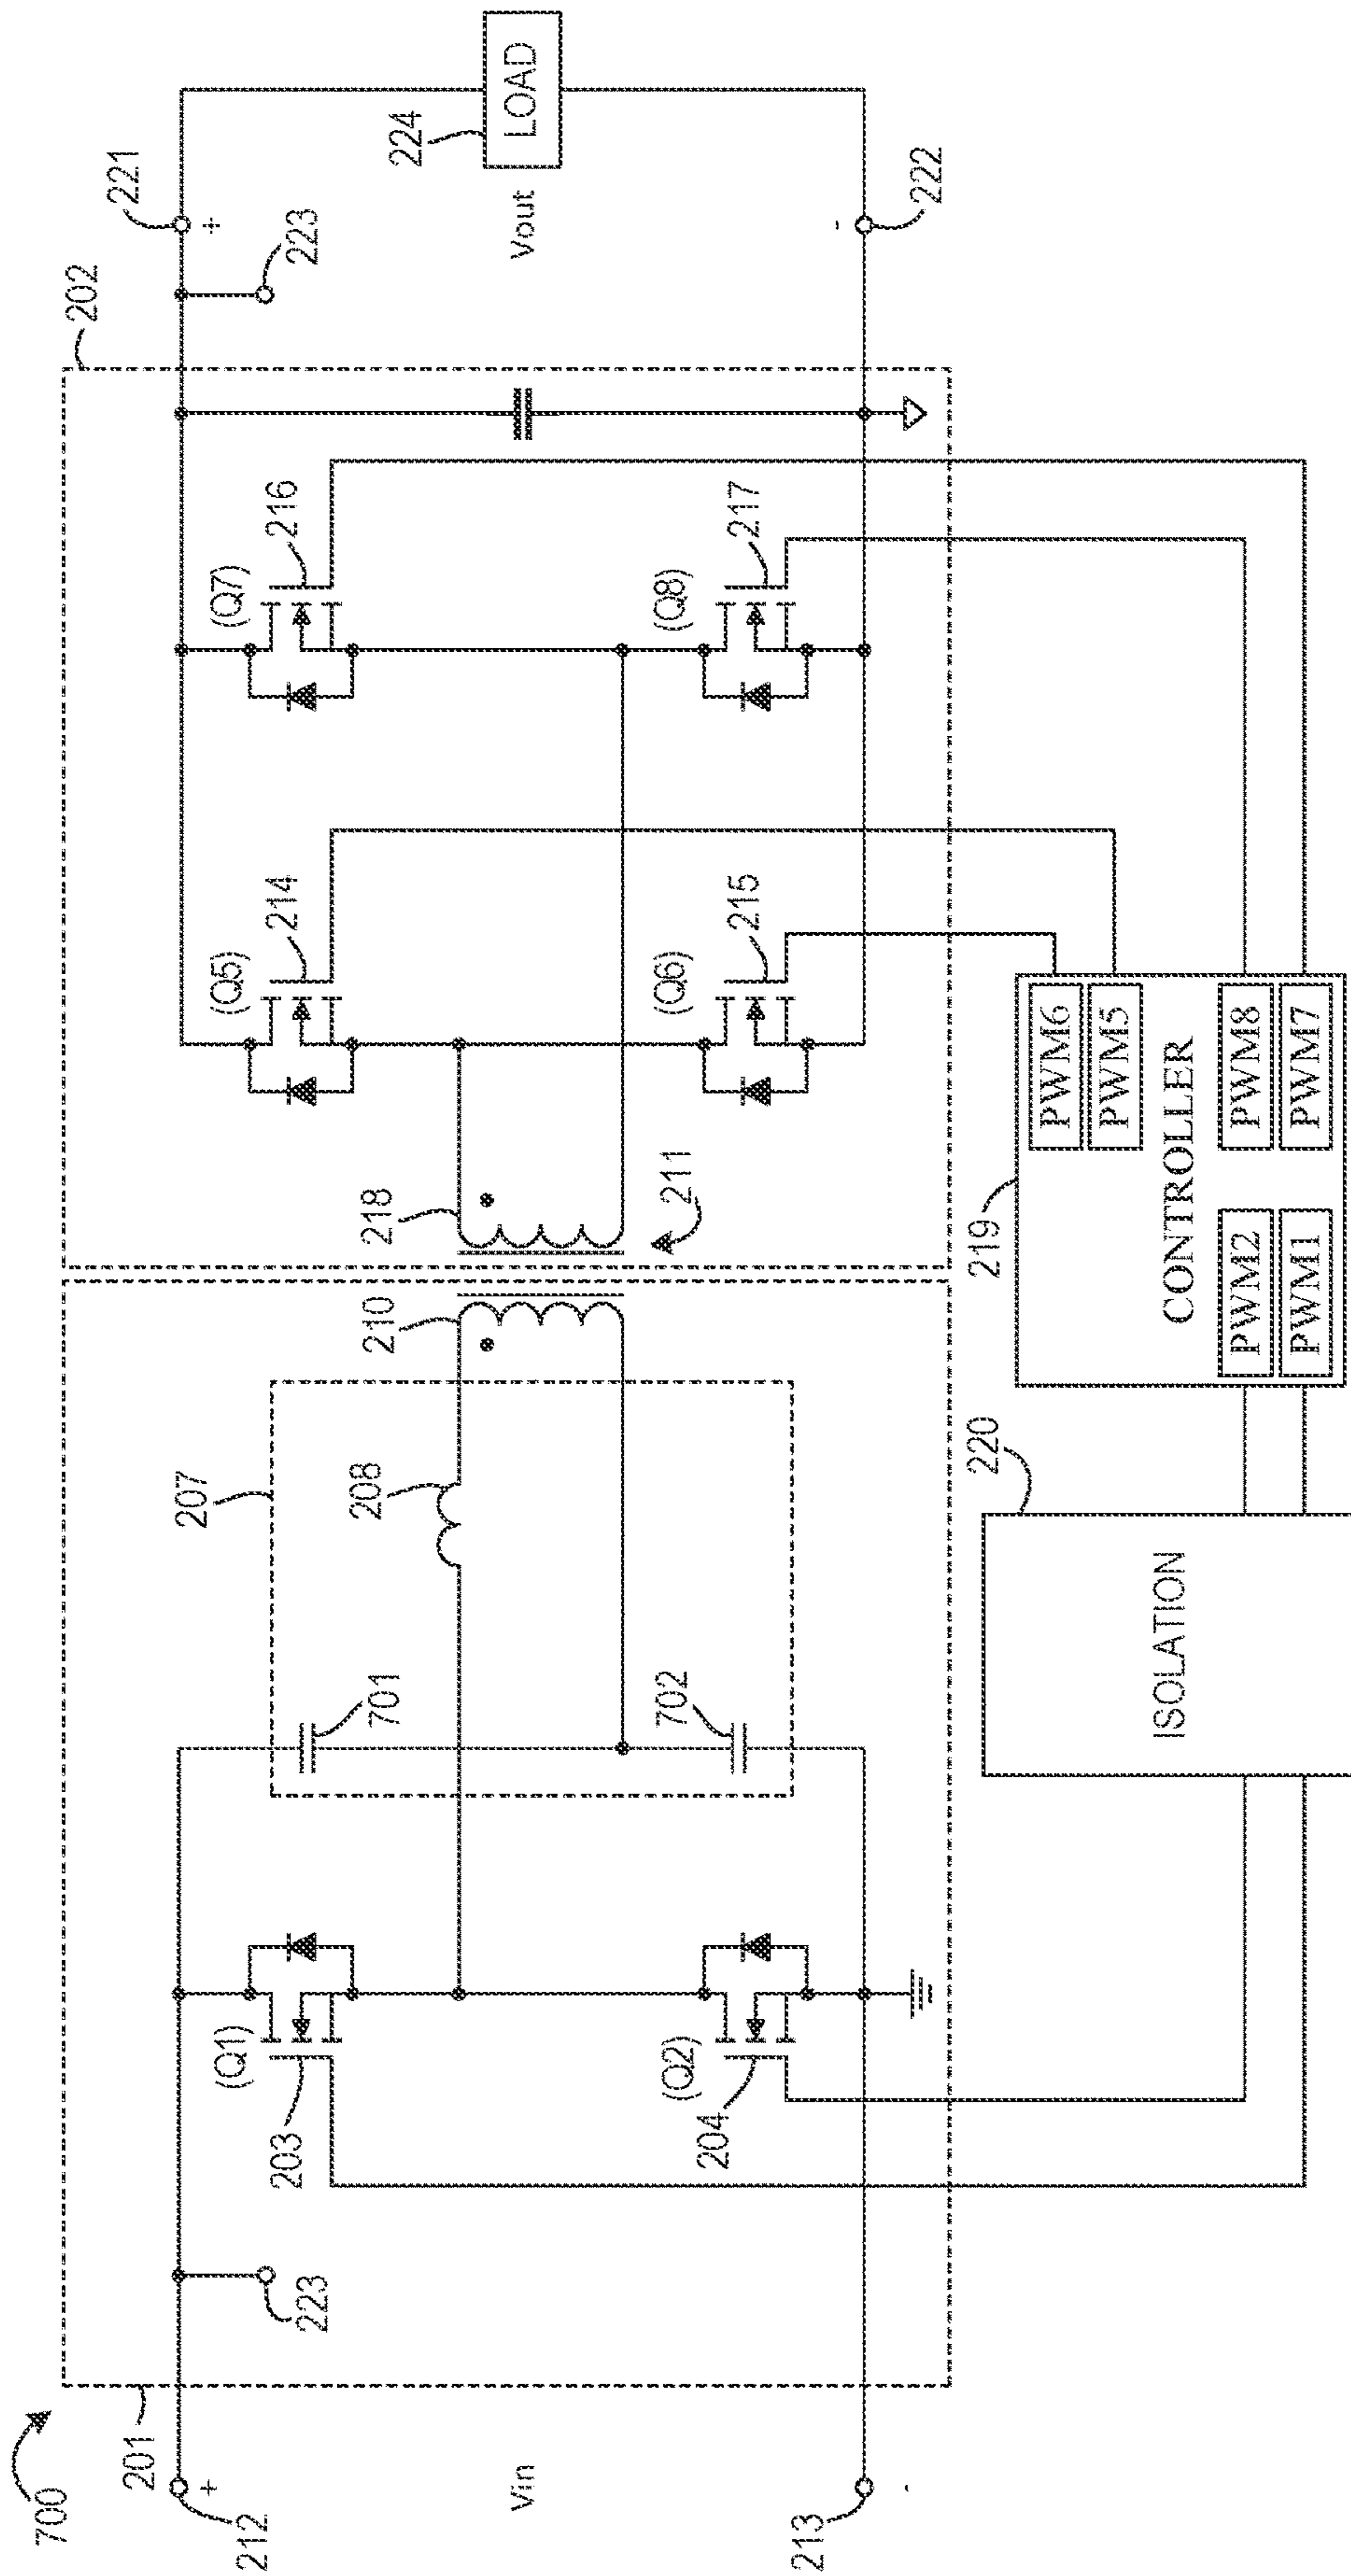 700
201
202
212
+
Vin
213
-
223
(Q1)
203
(Q2)
204
207
701
208
702
210
218
211
(Q5)
214
(Q6)
215
(Q7)
216
(Q8)
217
223
221
+
Vout
224
LOAD
-
222
220
ISOLATION
219
CONTROLLER
PWM2
PWM1
PWM6
PWM5
PWM8
PWM7